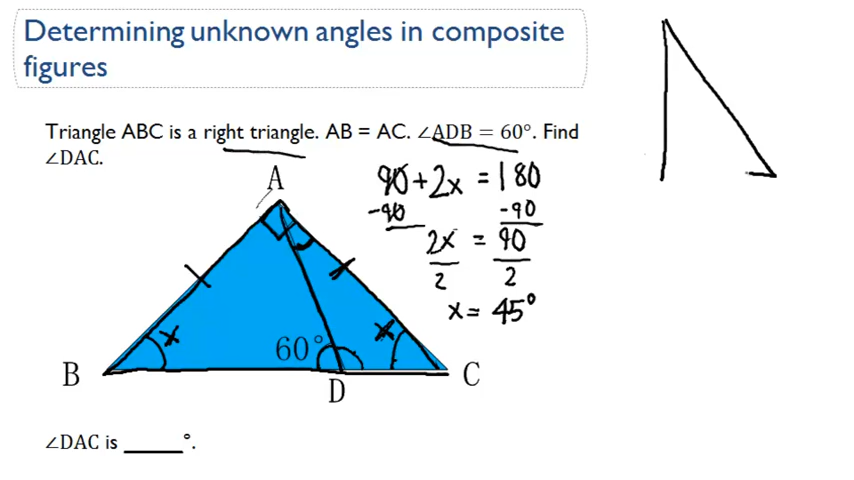 Determining unknown angles in composite
figures
Triangle ABC is a right triangle. AB = AC. ∠ADB = 60°. Find
∠DAC.
A
90+2x = 180
-90 -90
2x = 90
2 2
x = 45°
x x
60°
B D C
∠DAC is ______°.